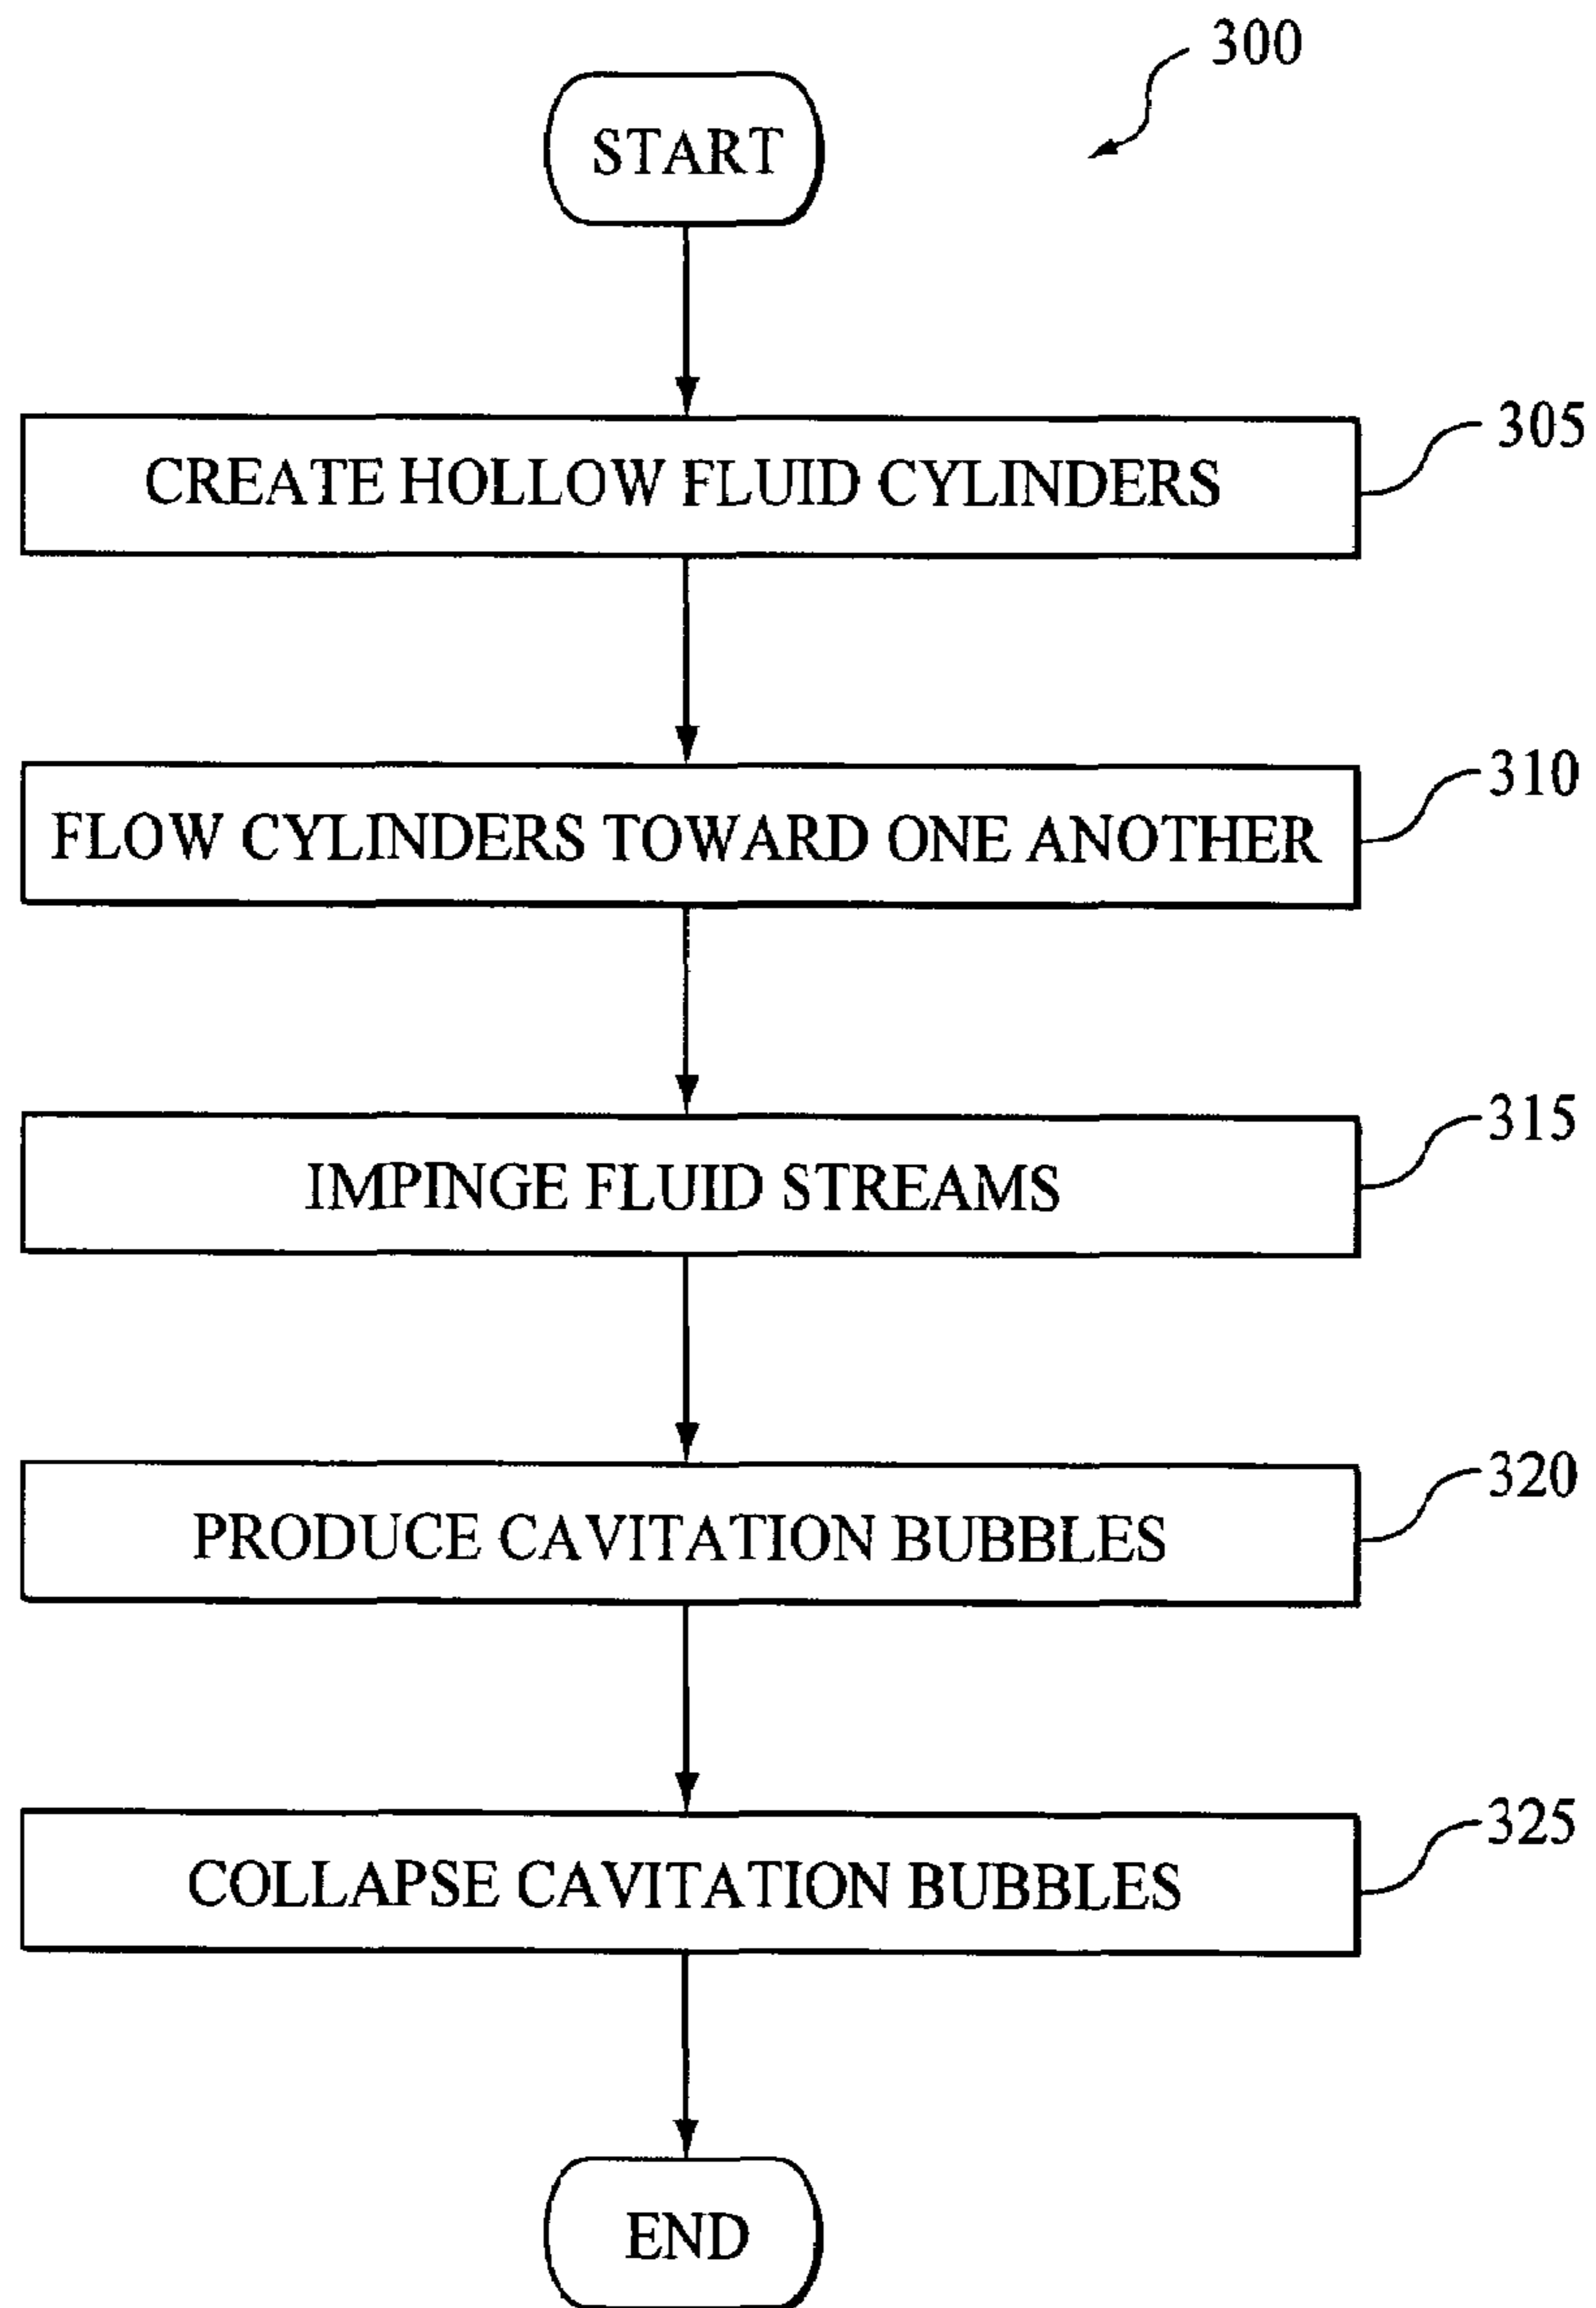 300
START
CREATE HOLLOW FLUID CYLINDERS
305
FLOW CYLINDERS TOWARD ONE ANOTHER
310
IMPINGE FLUID STREAMS
315
PRODUCE CAVITATION BUBBLES
320
COLLAPSE CAVITATION BUBBLES
325
END